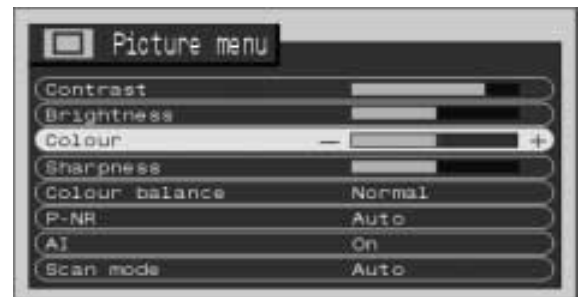 Picture menu
Contrast
Brightness
Colour − +
Sharpness
Colour balance Normal
P-NR Auto
AI On
Scan mode Auto